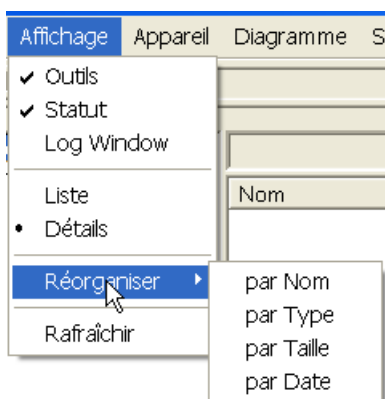 Affichage Appareil Diagramme S
Outils
Statut
Log Window
Liste
Nom
Détails
Réorganiser
par Nom
par Type
Rafraîchir
par Taille
par Date